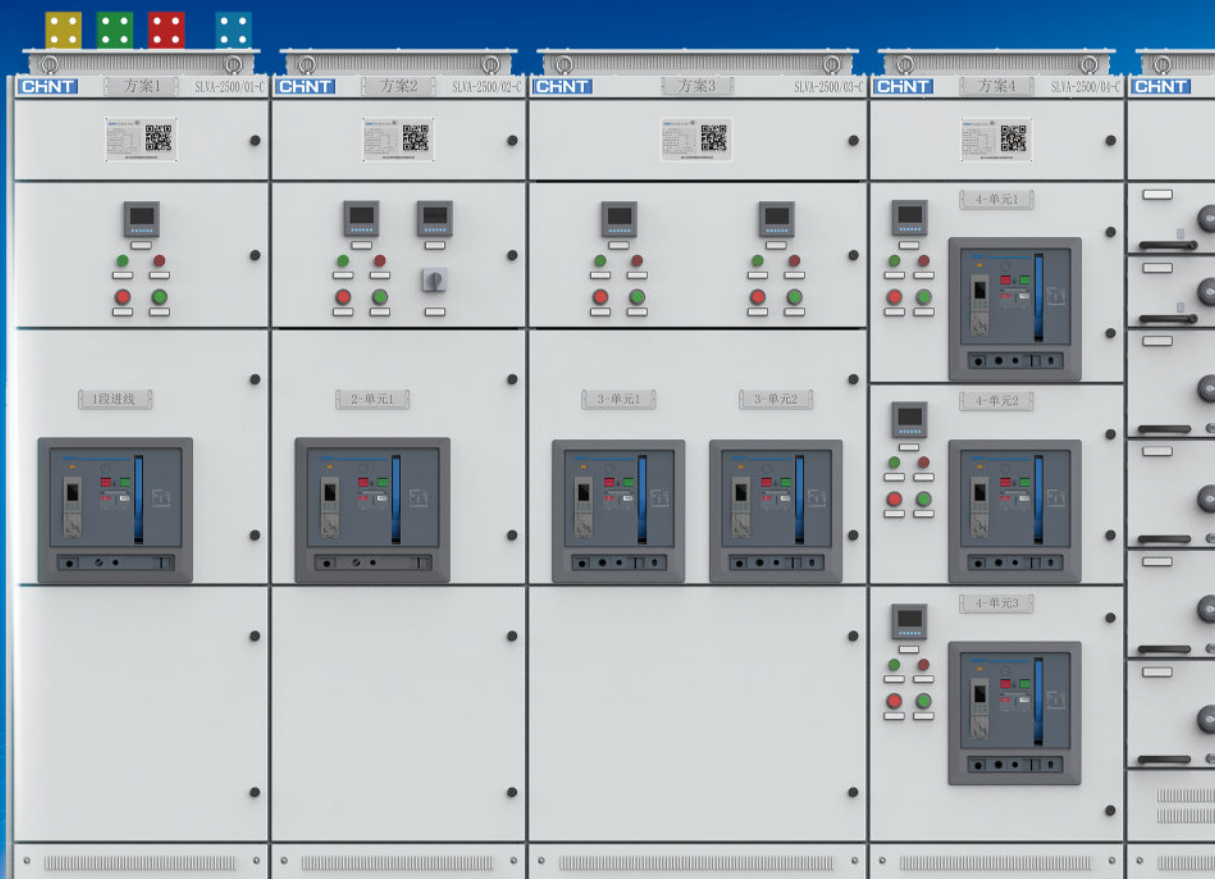 CHNT 方案1 SLVA-2500/01-C
CHNT 方案2 SLVA-2500/02-C
CHNT 方案3 SLVA-2500/03-C
CHNT 方案4 SLVA-2500/04-C
CHNT
4-单元1
1段进线
2-单元1
3-单元1
3-单元2
4-单元2
4-单元3